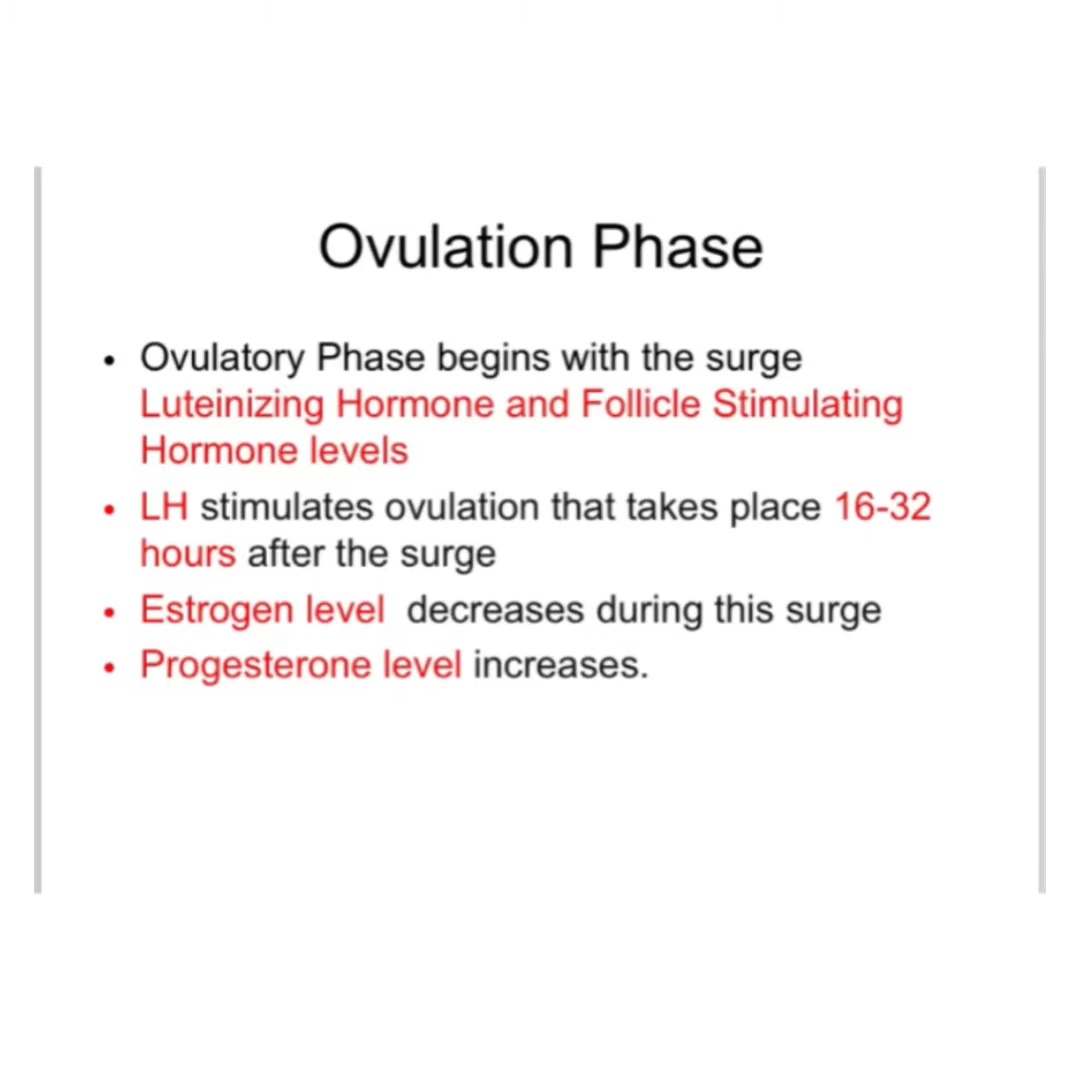 Ovulation Phase
• Ovulatory Phase begins with the surge
Luteinizing Hormone and Follicle Stimulating
Hormone levels
• LH stimulates ovulation that takes place 16-32
hours after the surge
• Estrogen level  decreases during this surge
• Progesterone level increases.